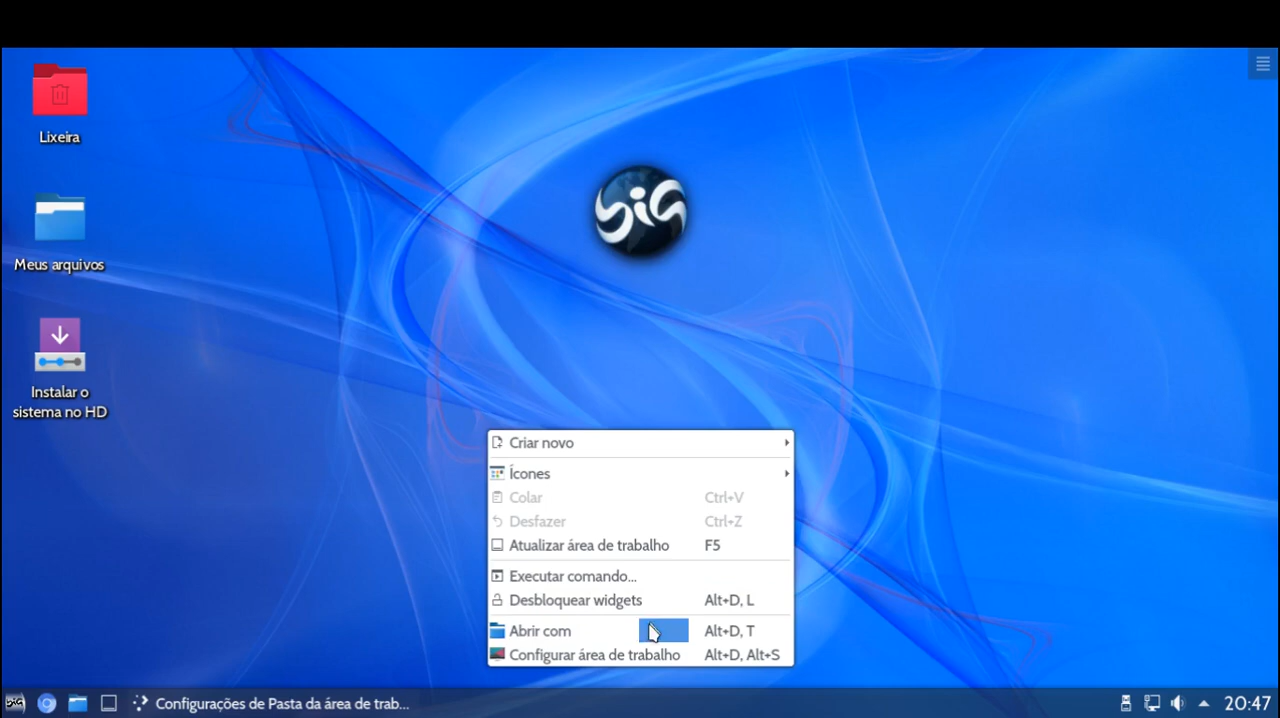 Lixeira
Meus arquivos
Instalar o
sistema no HD
BiG
Criar novo
Ícones
Colar Ctrl+V
Desfazer Ctrl+Z
Atualizar área de trabalho F5
Executar comando...
Desbloquear widgets Alt+D, L
Abrir com Alt+D, T
Configurar área de trabalho Alt+D, Alt+S
BiG Configurações de Pasta da área de trab... 20:47